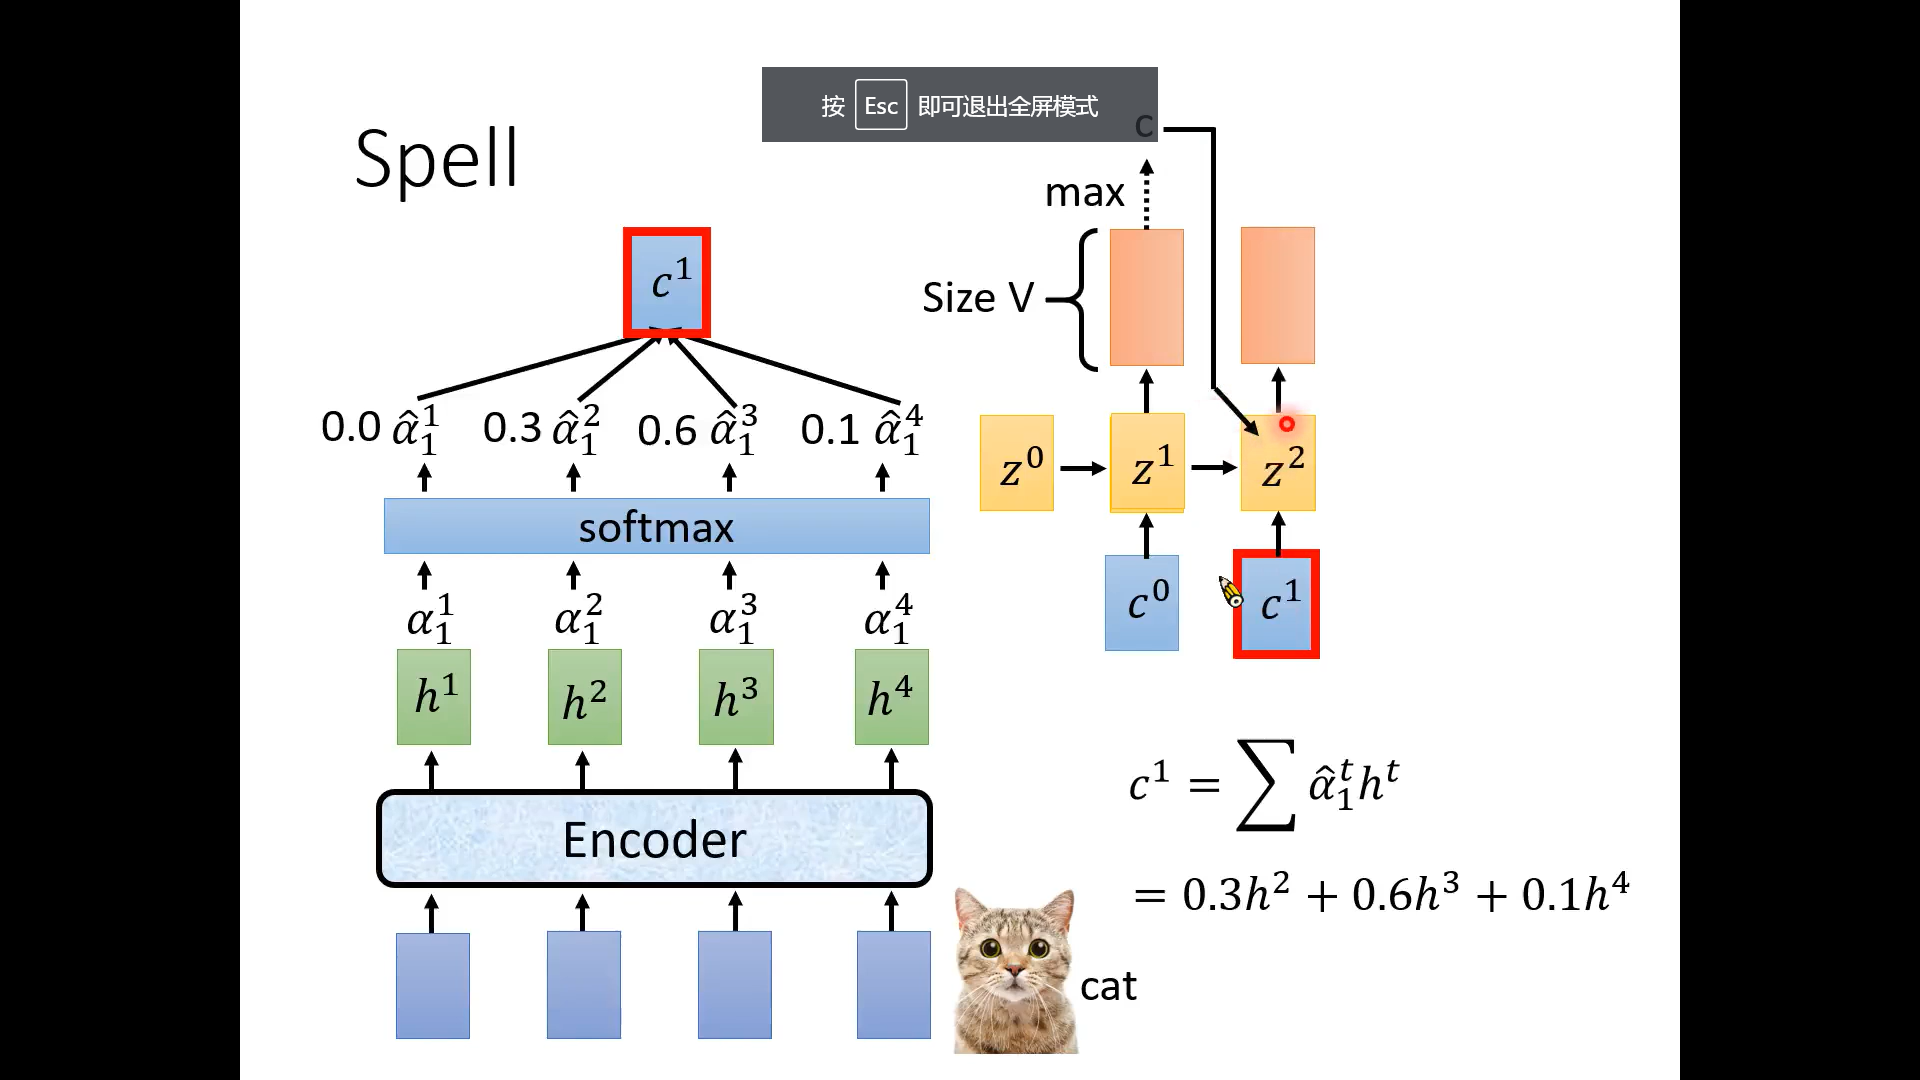 按 Esc 即可退出全屏模式
c
Spell
max
c¹
Size V
0.0 α̂₁¹ 0.3 α̂₁² 0.6 α̂₁³ 0.1 α̂₁⁴
z⁰ z¹ z²
softmax
α₁¹ α₁² α₁³ α₁⁴
c⁰ c¹
h¹ h² h³ h⁴
c¹ = ∑ α̂₁ᵗhᵗ
Encoder
= 0.3h² + 0.6h³ + 0.1h⁴
cat